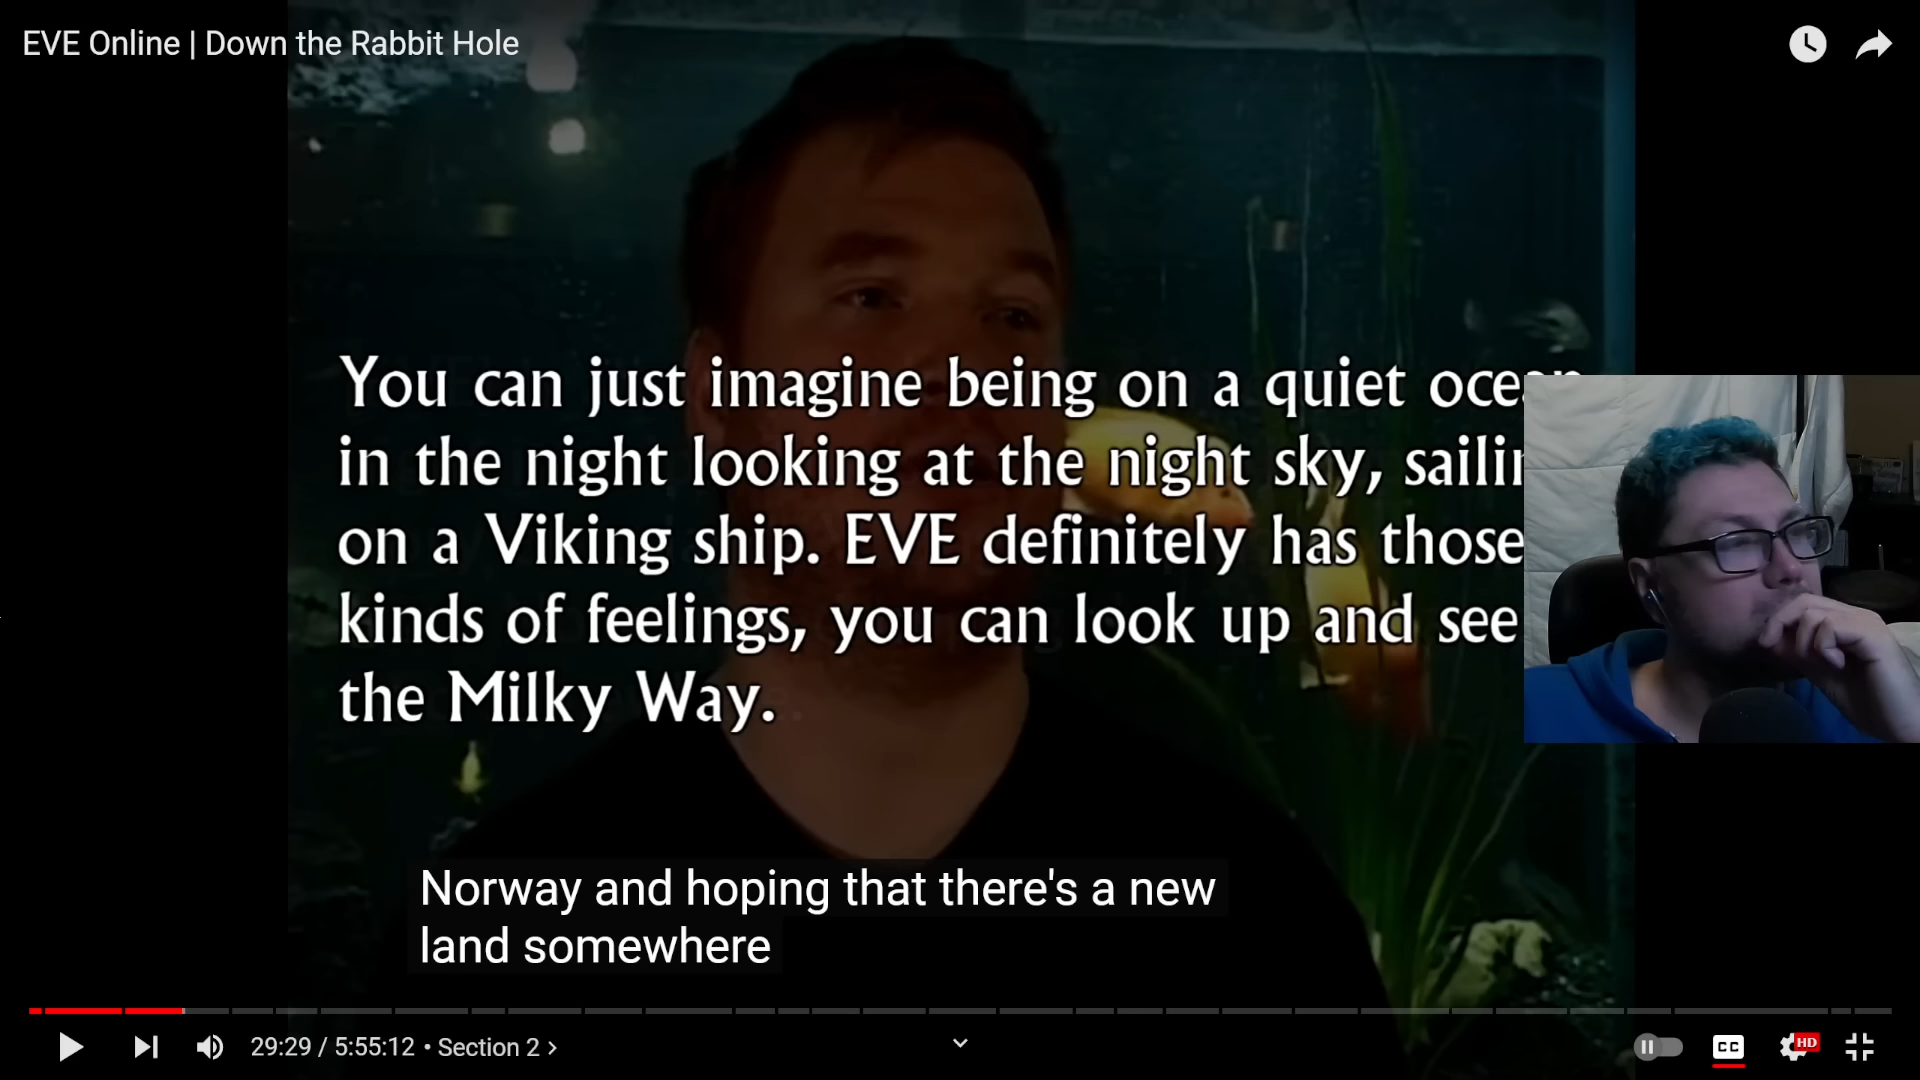 EVE Online | Down the Rabbit Hole
You can just imagine being on a quiet
in the night looking at the night sky,
on a Viking ship. EVE definitely has those
kinds of feelings, you can look up and see
the Milky Way.
Norway and hoping that there's a new
land somewhere
29:29 / 5:55:12 • Section 2 >
CC
HD